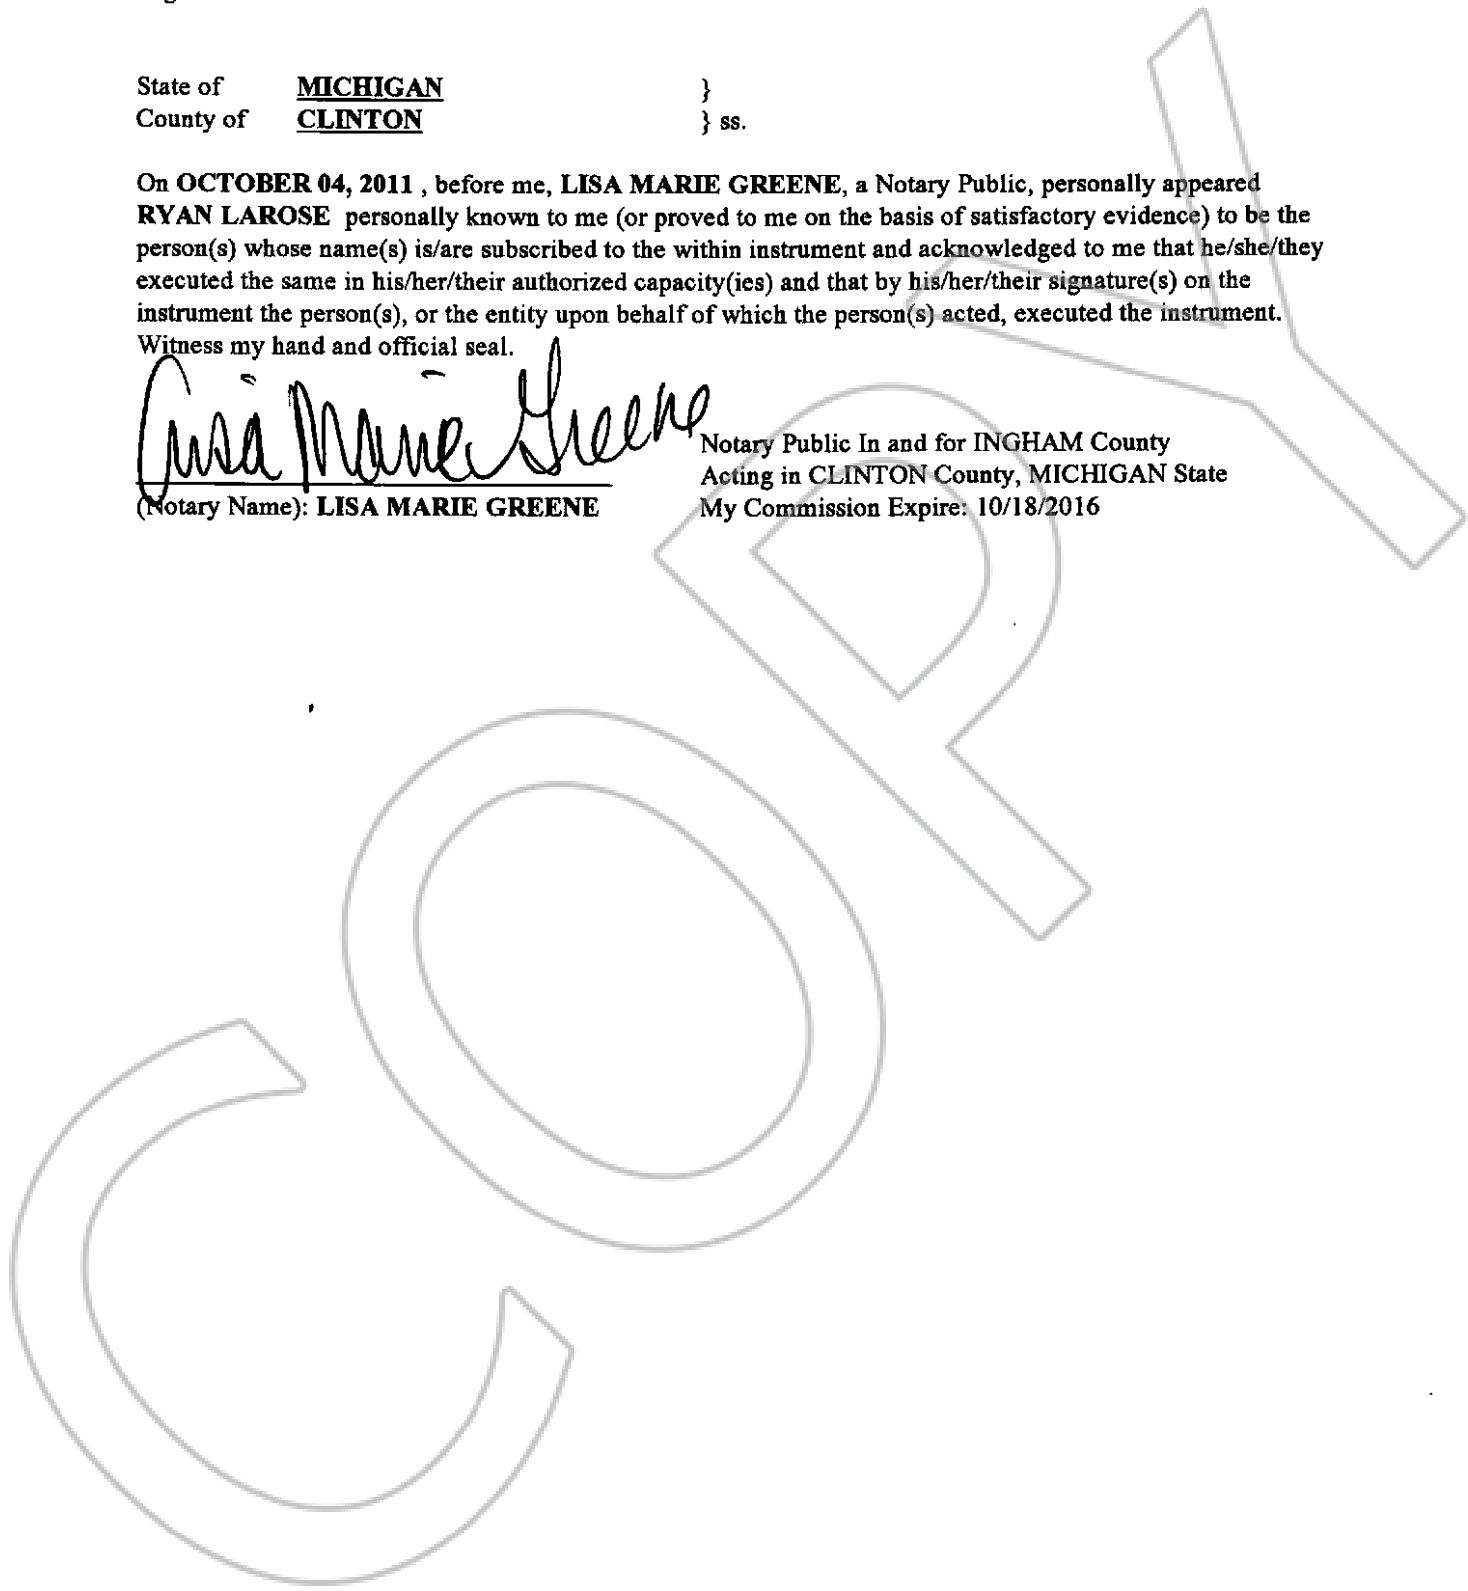 State of MICHIGAN }
County of CLINTON } ss.
On OCTOBER 04, 2011 , before me, LISA MARIE GREENE, a Notary Public, personally appeared
RYAN LAROSE personally known to me (or proved to me on the basis of satisfactory evidence) to be the
person(s) whose name(s) is/are subscribed to the within instrument and acknowledged to me that he/she/they
executed the same in his/her/their authorized capacity(ies) and that by his/her/their signature(s) on the
instrument the person(s), or the entity upon behalf of which the person(s) acted, executed the instrument.
Witness my hand and official seal.
Lisa Marie Greene
(Notary Name): LISA MARIE GREENE
Notary Public In and for INGHAM County
Acting in CLINTON County, MICHIGAN State
My Commission Expire: 10/18/2016
COPY